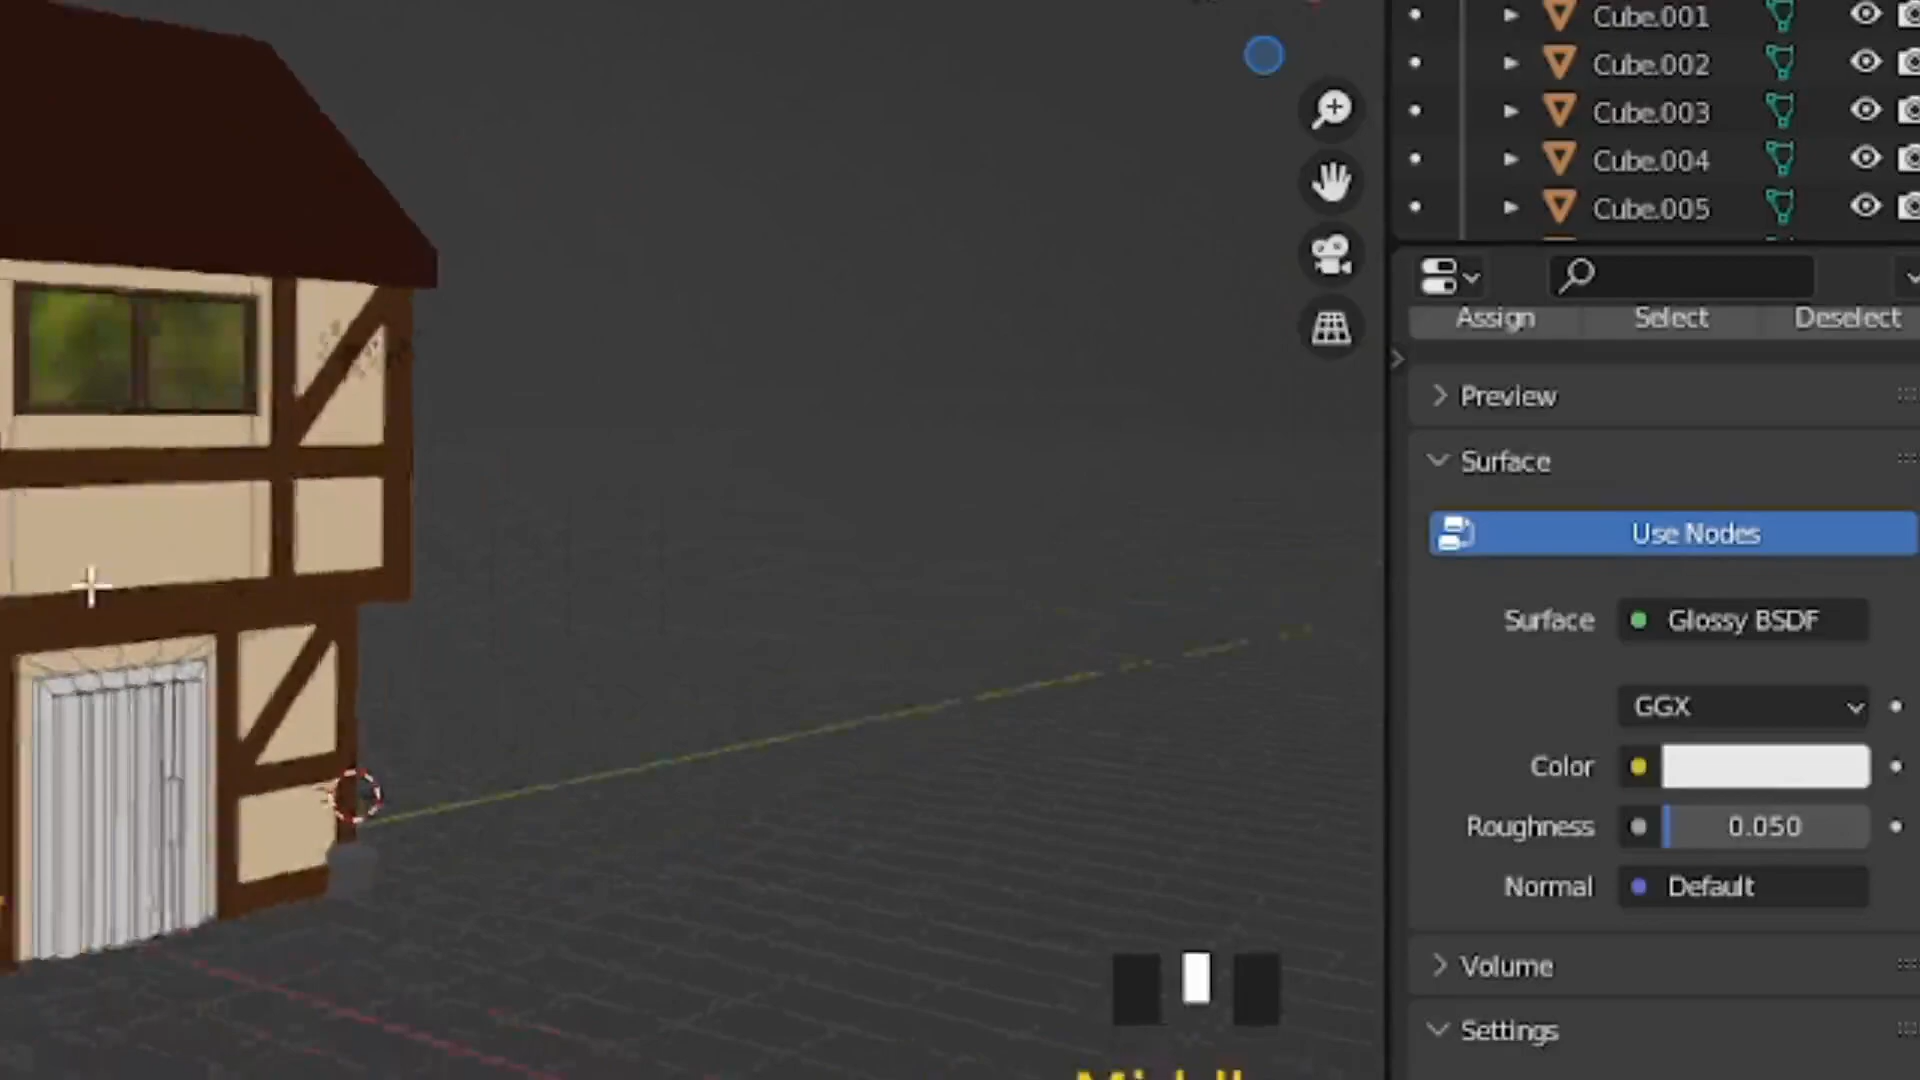 Cube.001
Cube.002
Cube.003
Cube.004
Cube.005
Assign Select Deselect
Preview
Surface
Use Nodes
Surface Glossy BSDF
GGX
Color
Roughness 0.050
Normal Default
Volume
Settings